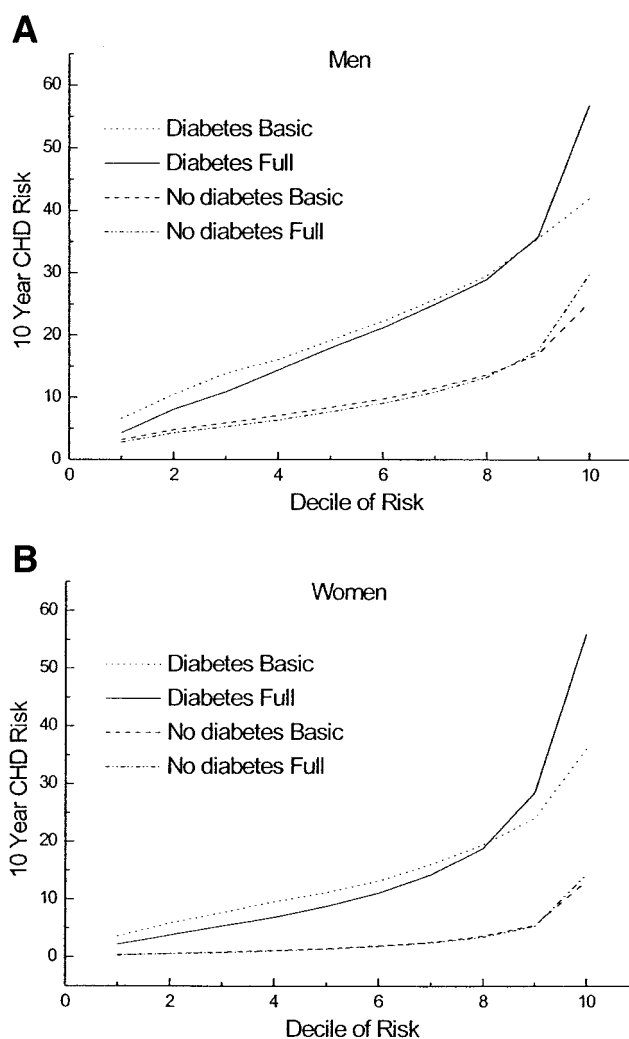 A
Men
60
50
40
30
20
10
0
10 Year CHD Risk
Diabetes Basic
Diabetes Full
No diabetes Basic
No diabetes Full
0 2 4 6 8 10
Decile of Risk
B
Women
60
50
40
30
20
10
0
10 Year CHD Risk
Diabetes Basic
Diabetes Full
No diabetes Basic
No diabetes Full
0 2 4 6 8 10
Decile of Risk